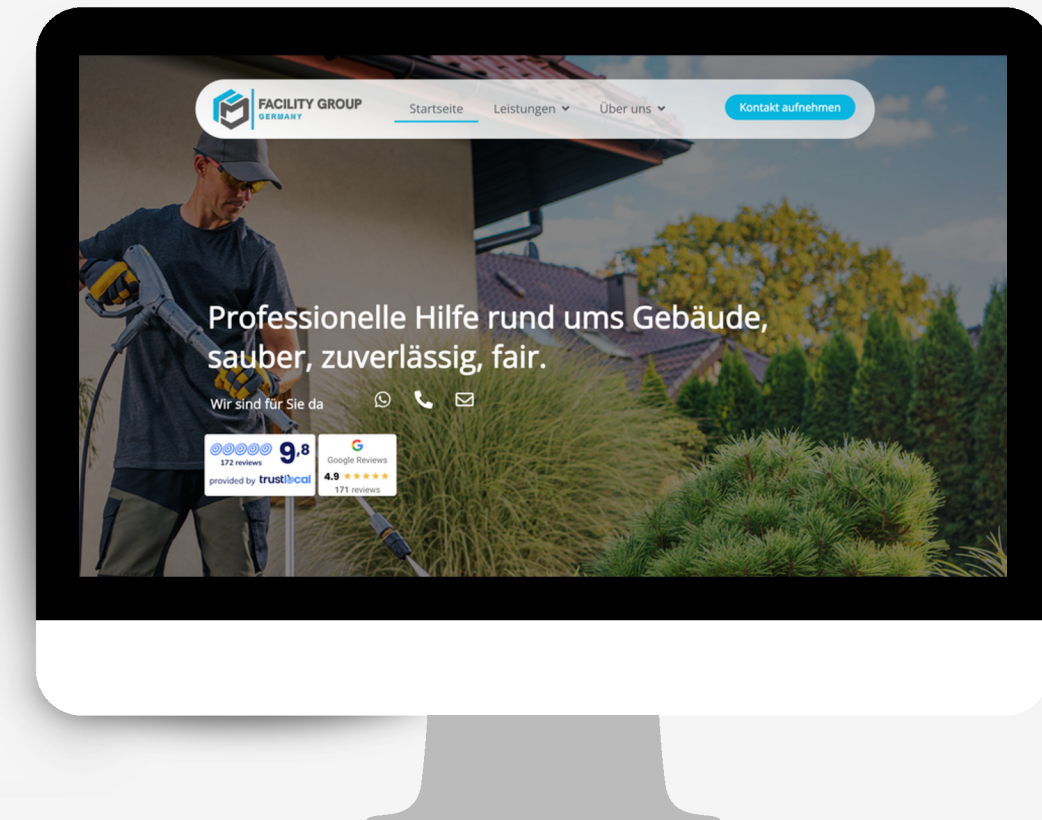 FACILITY GROUP
GERMANY
Startseite
Leistungen
Über uns
Kontakt aufnehmen
Professionelle Hilfe rund ums Gebäude,
sauber, zuverlässig, fair.
Wir sind für Sie da
9,8
172 reviews
provided by trustlocal
G
Google Reviews
4.9
171 reviews